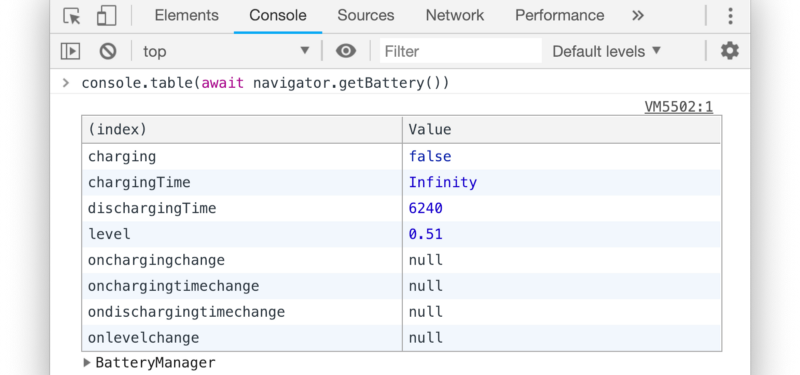 Elements Console Sources Network Performance »
top Filter Default levels
console.table(await navigator.getBattery())
VM5502:1
(index) Value
charging false
chargingTime Infinity
dischargingTime 6240
level 0.51
onchargingchange null
onchargingtimechange null
ondischargingtimechange null
onlevelchange null
BatteryManager